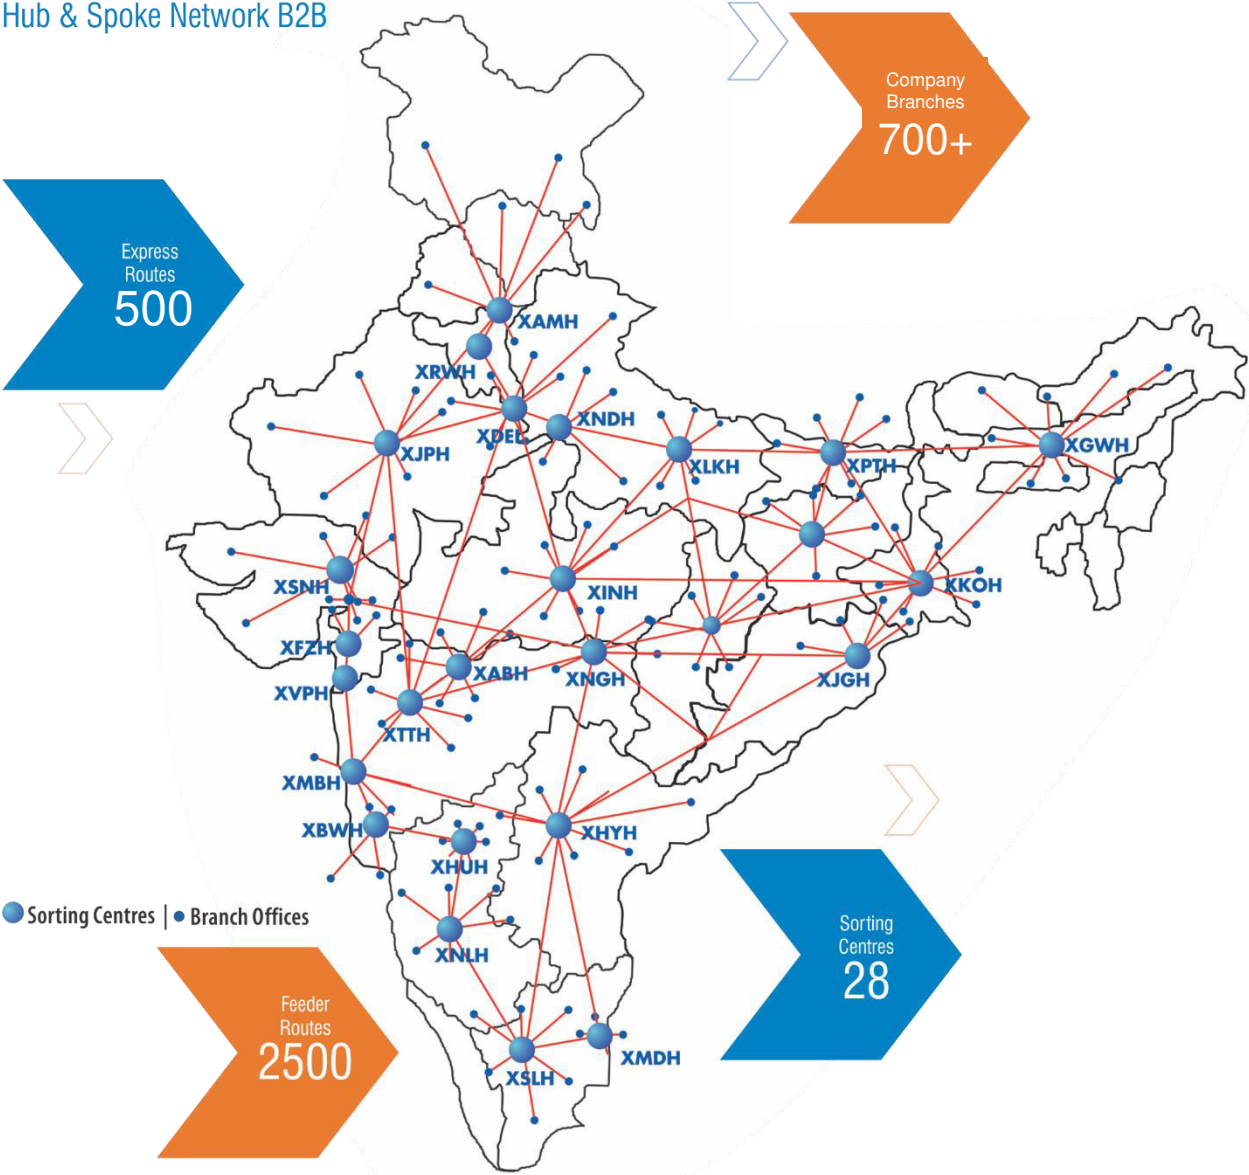 Hub & Spoke Network B2B
Company
Branches
700+
Express
Routes
500
XAMH
XRWH
XNDH
XDEL
XJPH
XLKH
XPTH
XGWH
XSNH
XINH
XKOH
XFZH
XABH
XNGH
XJGH
XVPH
XTTH
XMBH
XBWH
XHYH
XHUH
Sorting Centres | • Branch Offices
XNLH
Sorting
Centres
28
Feeder
Routes
2500
XMDH
XSLH